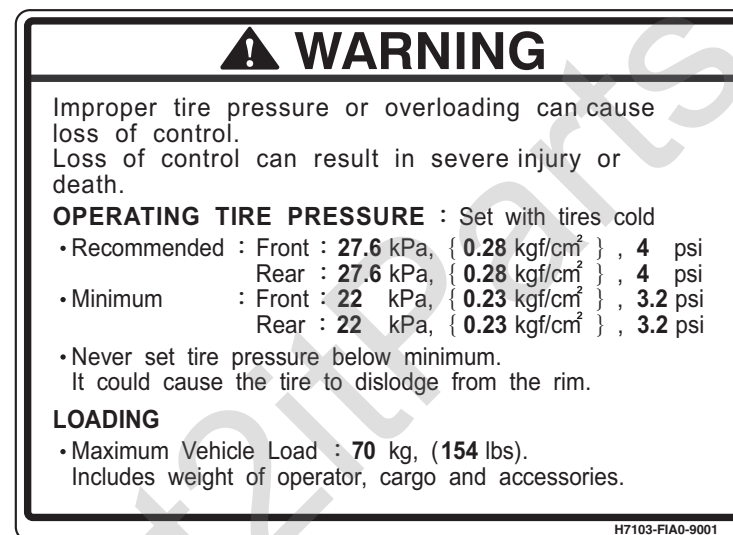 WARNING
Improper tire pressure or overloading can cause
loss of control.
Loss of control can result in severe injury or
death.
OPERATING TIRE PRESSURE : Set with tires cold
• Recommended : Front : 27.6 kPa, { 0.28 kgf/cm² } , 4 psi
Rear : 27.6 kPa, { 0.28 kgf/cm² } , 4 psi
• Minimum : Front : 22 kPa, { 0.23 kgf/cm² } , 3.2 psi
Rear : 22 kPa, { 0.23 kgf/cm² } , 3.2 psi
• Never set tire pressure below minimum.
It could cause the tire to dislodge from the rim.
LOADING
• Maximum Vehicle Load : 70 kg, (154 lbs).
Includes weight of operator, cargo and accessories.
H7103-FIA0-9001
t2itParts